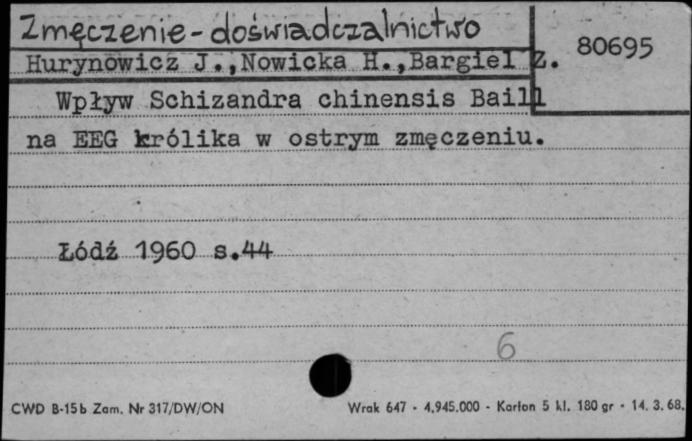 Zmęczenie - doświadczalnictwo
80695
Hurynowicz J., Nowicka H., Bargiel Z.
Wpływ Schizandra chinensis Baill
na EEG królika w ostrym zmęczeniu.
Łódź 1960 s.44
6
CWD B-15b Zam. Nr 317/DW/ON
Wrak 647 - 4.945.000 - Karton 5 kl. 180 gr - 14. 3. 68.